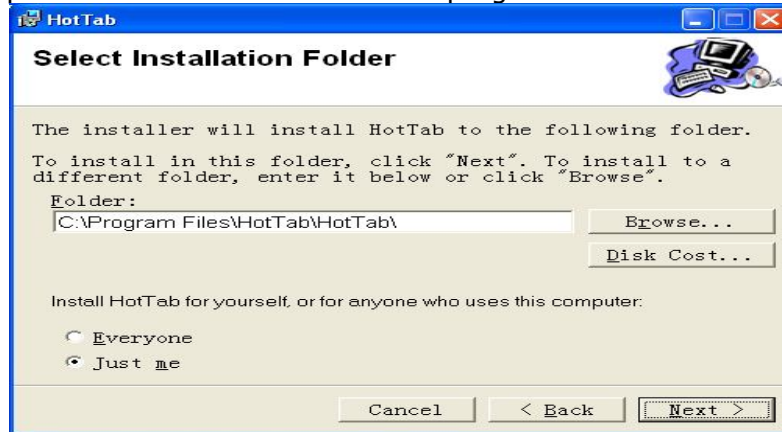 HotTab
Select Installation Folder
The installer will install HotTab to the following folder.
To install in this folder, click "Next". To install to a
different folder, enter it below or click "Browse".
Folder:
C:\Program Files\HotTab\HotTab\
Browse...
Disk Cost...
Install HotTab for yourself, or for anyone who uses this computer:
Everyone
Just me
Cancel
< Back
Next >